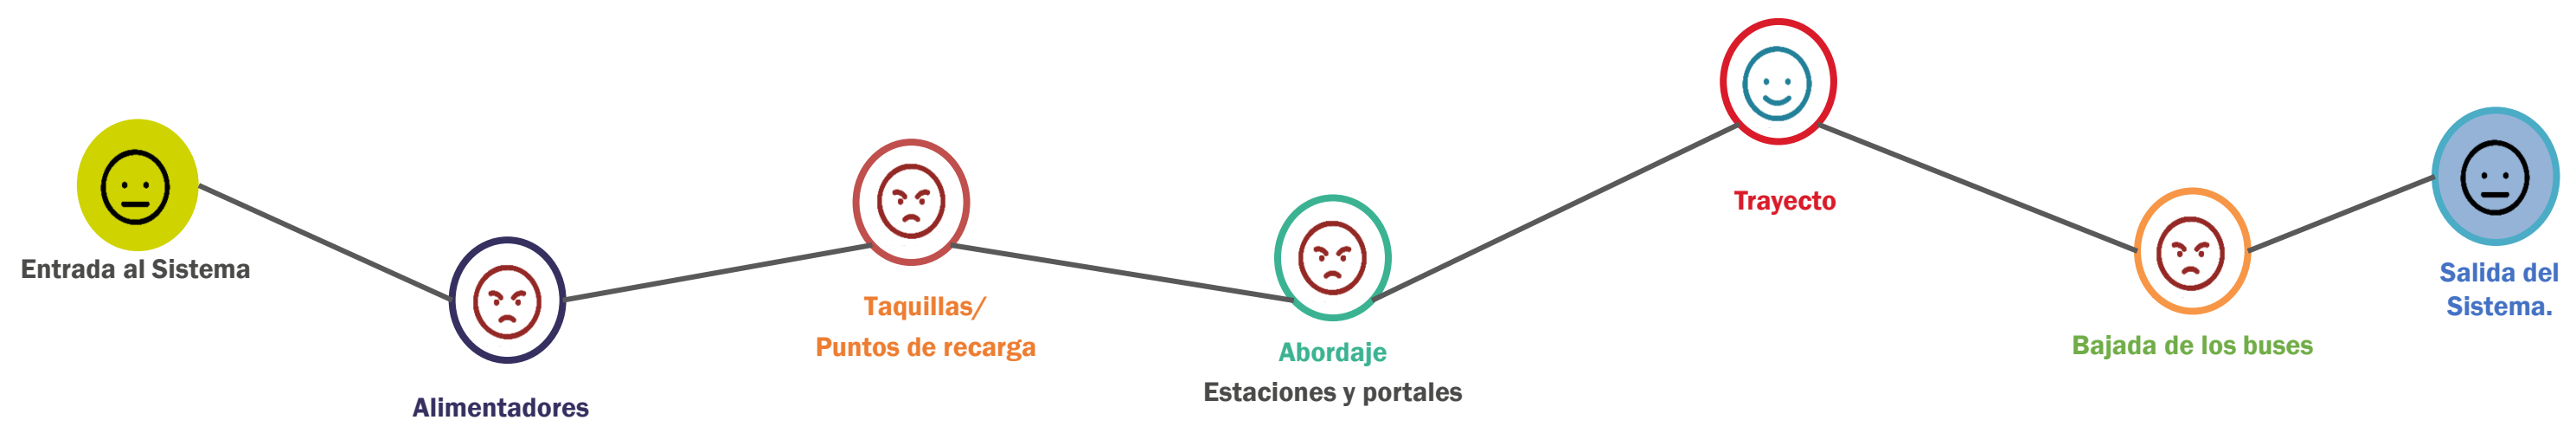 Entrada al Sistema
Alimentadores
Taquillas/
Puntos de recarga
Abordaje
Estaciones y portales
Trayecto
Bajada de los buses
Salida del
Sistema.